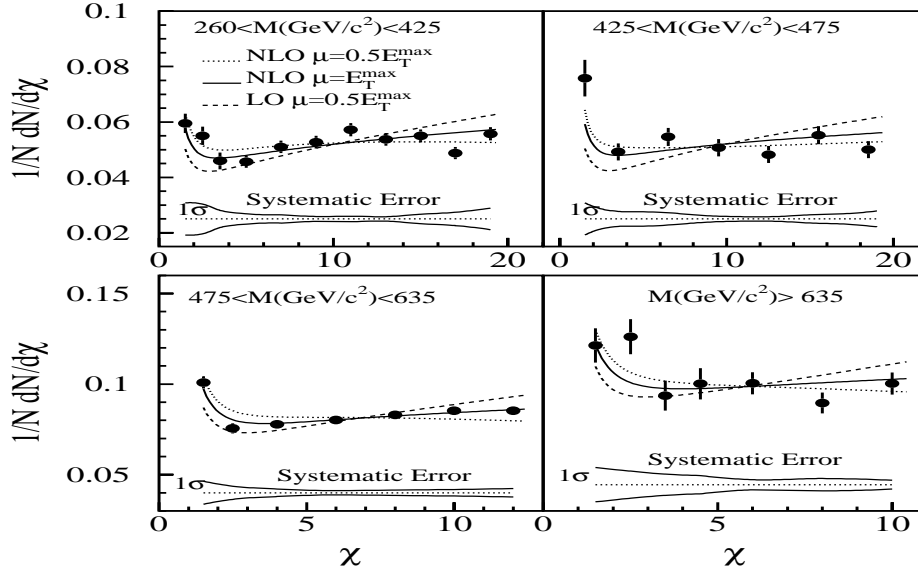 260<M(GeV/c²)<425
425<M(GeV/c²)<475
NLO μ=0.5E_T^max
NLO μ=E_T^max
LO μ=0.5E_T^max
1/N dN/dχ
0.1
0.08
0.06
0.04
0.02
Systematic Error
1σ
Systematic Error
1σ
0
10
20
0
10
20
475<M(GeV/c²)<635
M(GeV/c²)> 635
1/N dN/dχ
0.15
0.1
0.05
Systematic Error
1σ
Systematic Error
1σ
0
5
10
0
5
10
χ
χ